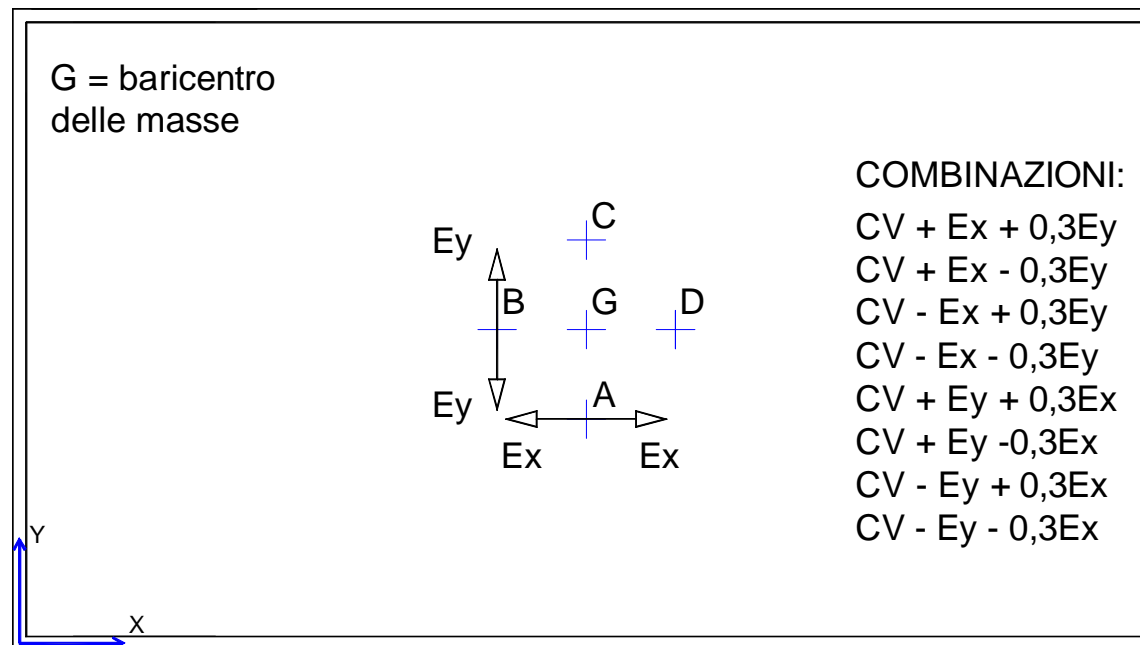 G = baricentro
delle masse
COMBINAZIONI:
CV + Ex + 0,3Ey
CV + Ex - 0,3Ey
CV - Ex + 0,3Ey
CV - Ex - 0,3Ey
CV + Ey + 0,3Ex
CV + Ey -0,3Ex
CV - Ey + 0,3Ex
CV - Ey - 0,3Ex
C
Ey
B
G
D
Ey
A
Ex
Ex
Y
X